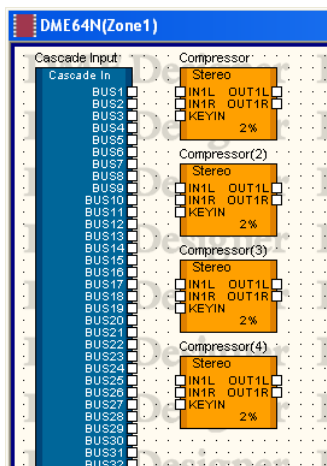 DME64N(Zone1)
Cascade Input
Cascade In
BUS1
BUS2
BUS3
BUS4
BUS5
BUS6
BUS7
BUS8
BUS9
BUS10
BUS11
BUS12
BUS13
BUS14
BUS15
BUS16
BUS17
BUS18
BUS19
BUS20
BUS21
BUS22
BUS23
BUS24
BUS25
BUS26
BUS27
BUS28
BUS29
BUS30
BUS31
BUS32
Compressor
Stereo
IN1L OUT1L
IN1R OUT1R
KEYIN
2%
Compressor(2)
Stereo
IN1L OUT1L
IN1R OUT1R
KEYIN
2%
Compressor(3)
Stereo
IN1L OUT1L
IN1R OUT1R
KEYIN
2%
Compressor(4)
Stereo
IN1L OUT1L
IN1R OUT1R
KEYIN
2%